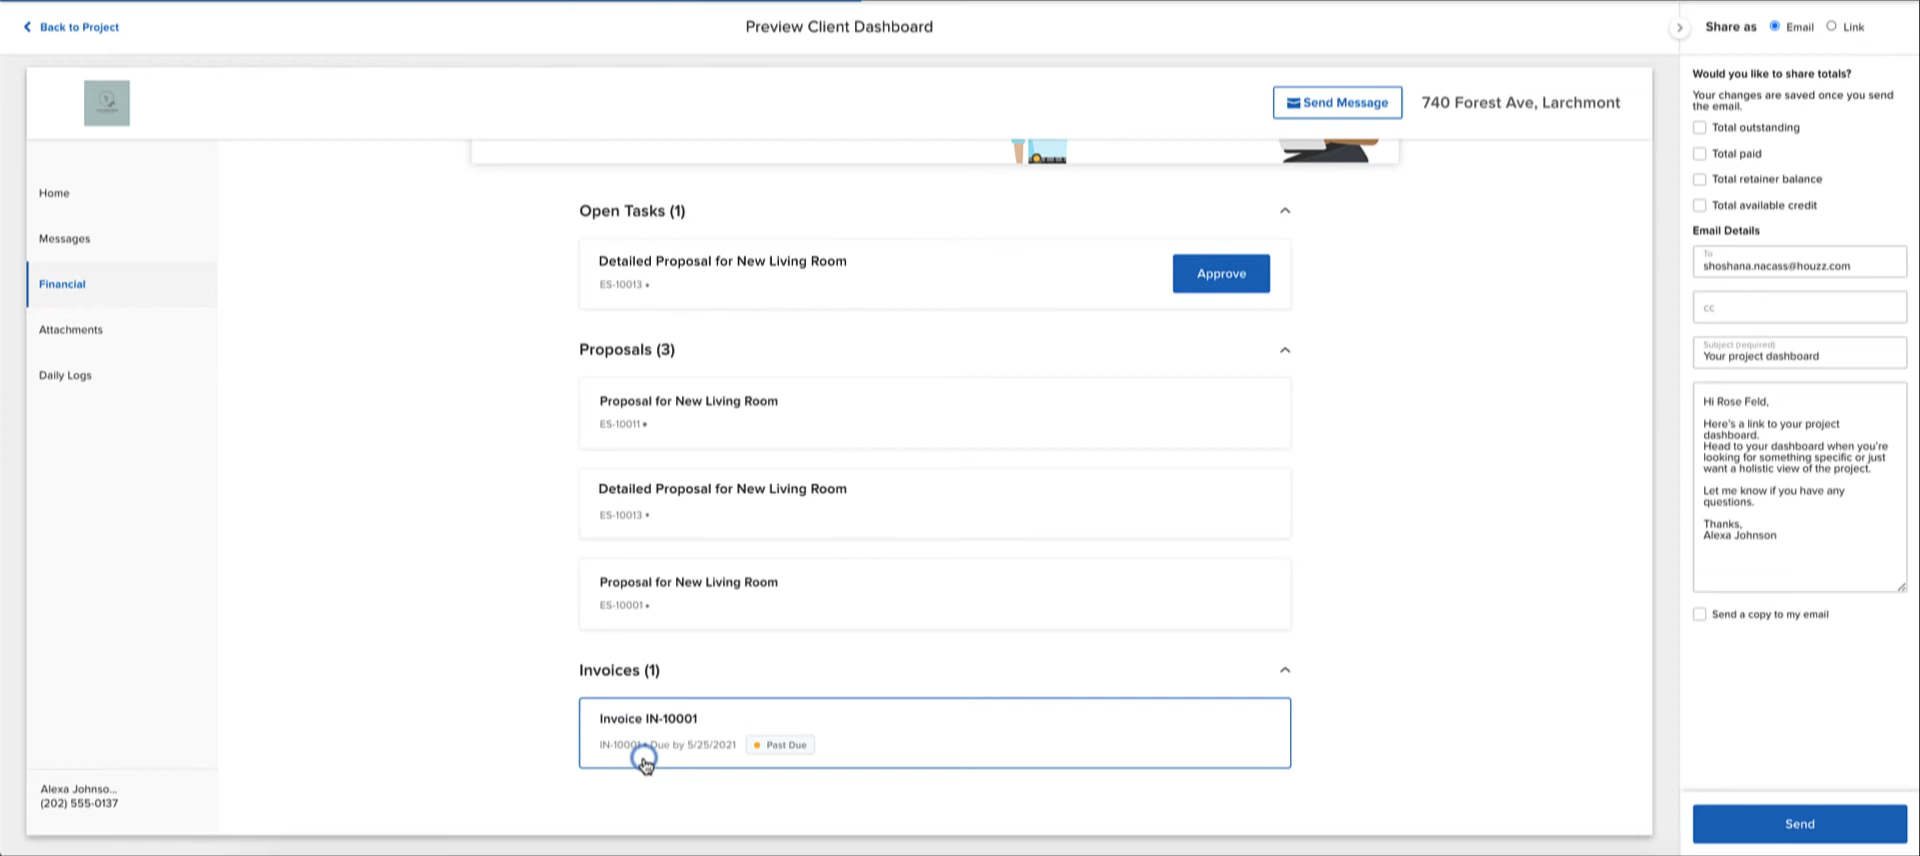 Back to Project
Preview Client Dashboard
Share as Email Link
Send Message
740 Forest Ave, Larchmont
Home
Messages
Financial
Attachments
Daily Logs
Alexa Johnso...
(202) 555-0137
Open Tasks (1)
Detailed Proposal for New Living Room
ES-10013 •
Approve
Proposals (3)
Proposal for New Living Room
ES-10011 •
Detailed Proposal for New Living Room
ES-10013 •
Proposal for New Living Room
ES-10001 •
Invoices (1)
Invoice IN-10001
IN-10001 • Due by 5/25/2021 Past Due
Would you like to share totals?
Your changes are saved once you send
the email.
Total outstanding
Total paid
Total retainer balance
Total available credit
Email Details
To
shoshana.nacass@houzz.com
cc
Subject (required)
Your project dashboard
Hi Rose Feld,
Here's a link to your project
dashboard.
Head to your dashboard when you're
looking for something specific or just
want a holistic view of the project.
Let me know if you have any
questions.
Thanks,
Alexa Johnson
Send a copy to my email
Send